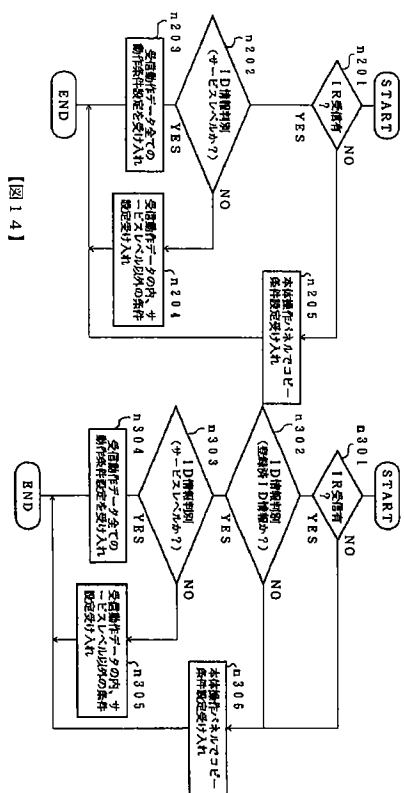 START
n201
IR受信有
?
NO
YES
n202
ID情報判別
(サービスレベルか?)
NO
YES
n203
受信動作データ全ての
動作条件設定を受け入れ
n204
受信動作データの内、サ
ービスレベル以外の条件
設定受け入れ
n205
本体操作パネルでコピー
条件設定受け入れ
END
START
n301
IR受信有
?
NO
YES
n302
ID情報判別
(登録済ID情報か?)
NO
YES
n303
ID情報判別
(サービスレベルか?)
NO
YES
n304
受信動作データ全ての
動作条件設定を受け入れ
n305
受信動作データの内、サ
ービスレベル以外の条件
設定受け入れ
n306
本体操作パネルでコピー
条件設定受け入れ
END
【図14】